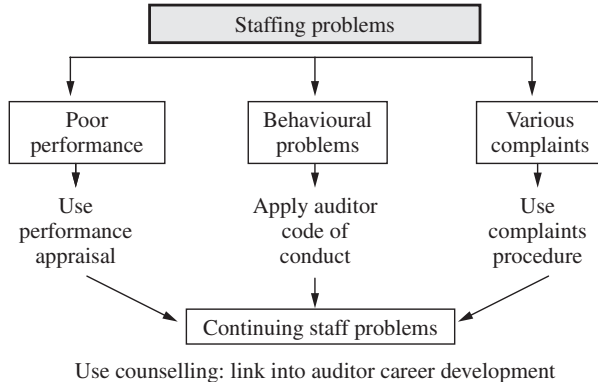 Staffing problems
Poor
performance
Behavioural
problems
Various
complaints
Use
performance
appraisal
Apply auditor
code of
conduct
Use
complaints
procedure
Continuing staff problems
Use counselling: link into auditor career development